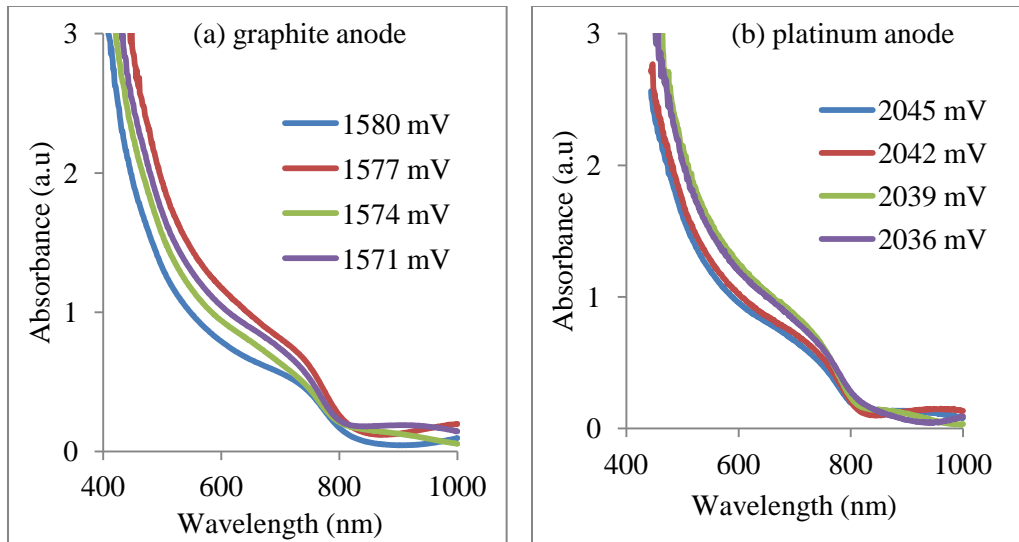 (a) graphite anode
3
2
1
0
Absorbance (a.u)
1580 mV
1577 mV
1574 mV
1571 mV
400 600 800 1000
Wavelength (nm)
(b) platinum anode
3
2
1
0
Absorbance (a.u)
2045 mV
2042 mV
2039 mV
2036 mV
400 600 800 1000
Wavelength (nm)